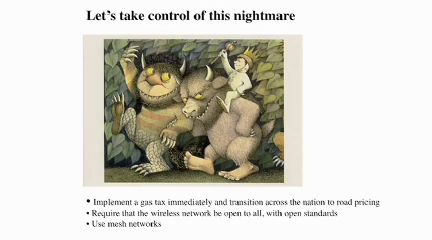 Let's take control of this nightmare
• Implement a gas tax immediately and transition across the nation to road pricing
• Require that the wireless network be open to all, with open standards
• Use mesh networks